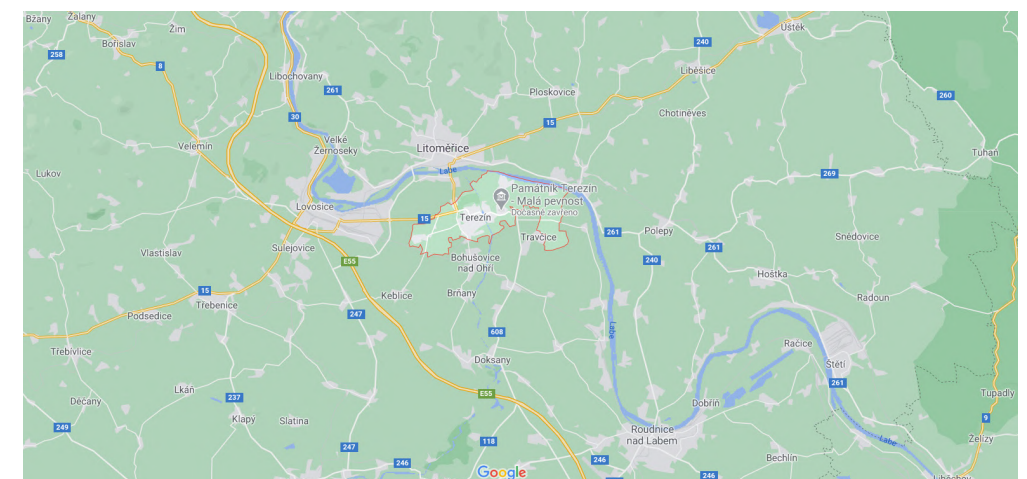 Bžany
Žalany
Žim
Bořislav
258
8
Libochovany
261
30
Velké
Žernoseky
Velemín
Lukov
Litoměřice
Ploskovice
15
240
Úštěk
Liběšice
Chotiněves
260
Tuhaň
269
Labe
Lovosice
15
Terezín
Památník Terezín
- Malá pevnost
Dočasně zavřeno
Travčice
261
Polepy
261
Snědovice
Sulejovice
Vlastislav
E55
Bohušovice
nad Ohří
240
Hoštka
15
Třebenice
Keblice
Brňany
Radouň
Podsedice
247
608
Labe
Račice
Třebívlice
Doksany
Štětí
261
Lkáň
237
E55
Dobříň
Tupadly
Děčany
Klapý
Slatina
249
9
Roudnice
nad Labem
118
Labe
Želízy
247
246
246
246
Bechlín
Google
Liběchov